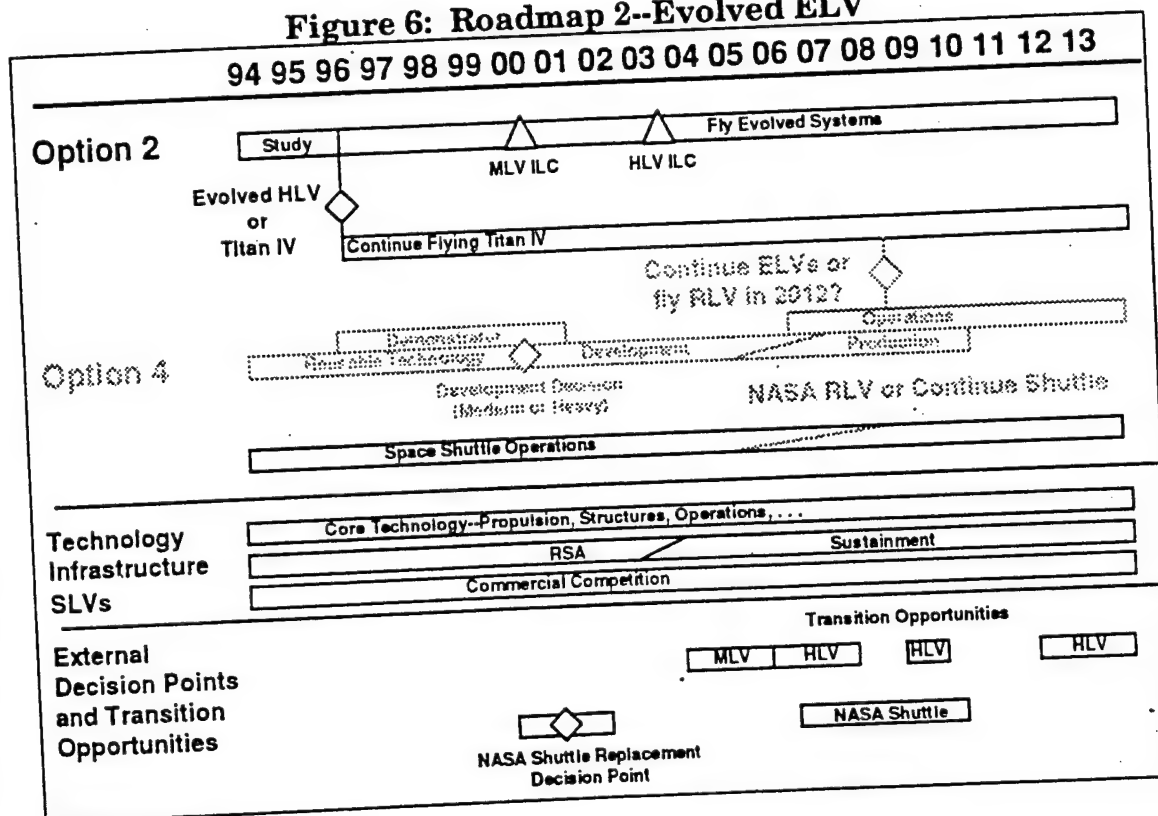 Figure 6: Roadmap 2--Evolved ELV
94 95 96 97 98 99 00 01 02 03 04 05 06 07 08 09 10 11 12 13
Option 2
Study
Fly Evolved Systems
MLV ILC
HLV ILC
Evolved HLV
or
Titan IV
Continue Flying Titan IV
Continue ELVs or
fly RLV in 2012?
Operations
Demonstrator
Reusable Technology
Development
Production
Option 4
Development Decision
(Medium or Heavy)
NASA RLV or Continue Shuttle
Space Shuttle Operations
Technology
Infrastructure
SLVs
Core Technology--Propulsion, Structures, Operations, . . .
RSA
Sustainment
Commercial Competition
Transition Opportunities
External
Decision Points
and Transition
Opportunities
MLV
HLV
HLV
HLV
NASA Shuttle
NASA Shuttle Replacement
Decision Point